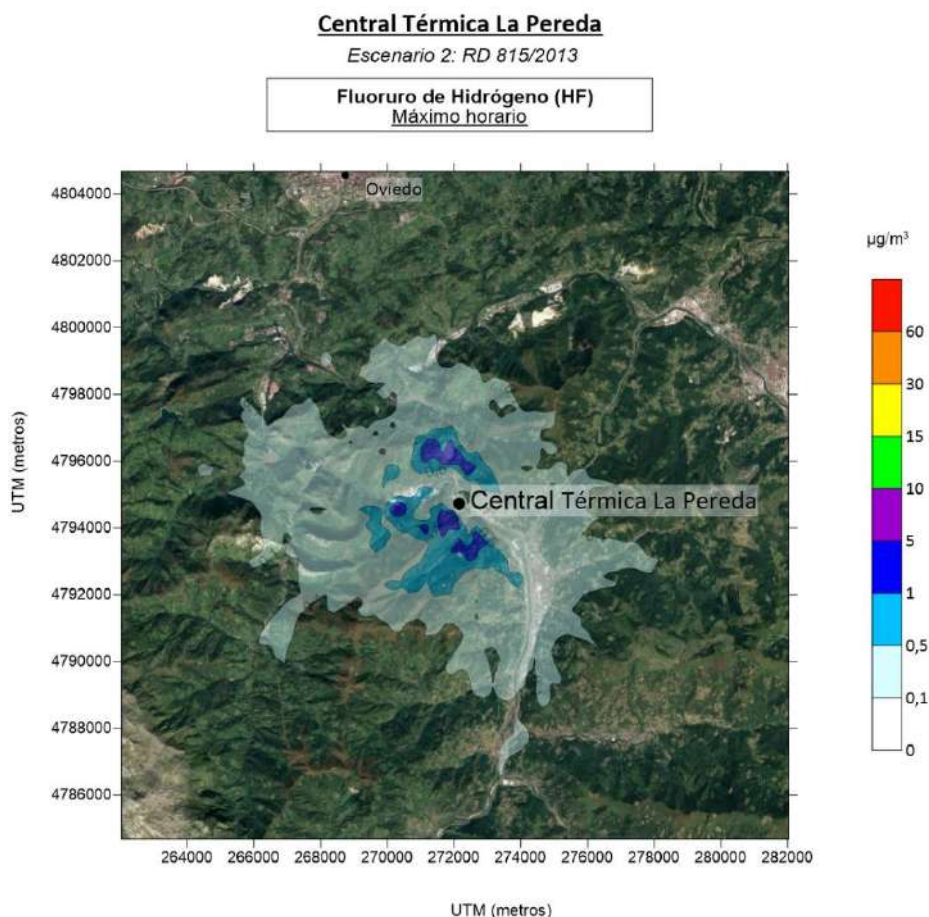 Central Térmica La Pereda
Escenario 2: RD 815/2013
Fluoruro de Hidrógeno (HF)
Máximo horario
Oviedo
Central Térmica La Pereda
UTM (metros)
4804000
4802000
4800000
4798000
4796000
4794000
4792000
4790000
4788000
4786000
264000 266000 268000 270000 272000 274000 276000 278000 280000 282000
UTM (metros)
µg/m³
60
30
15
10
5
1
0,5
0,1
0